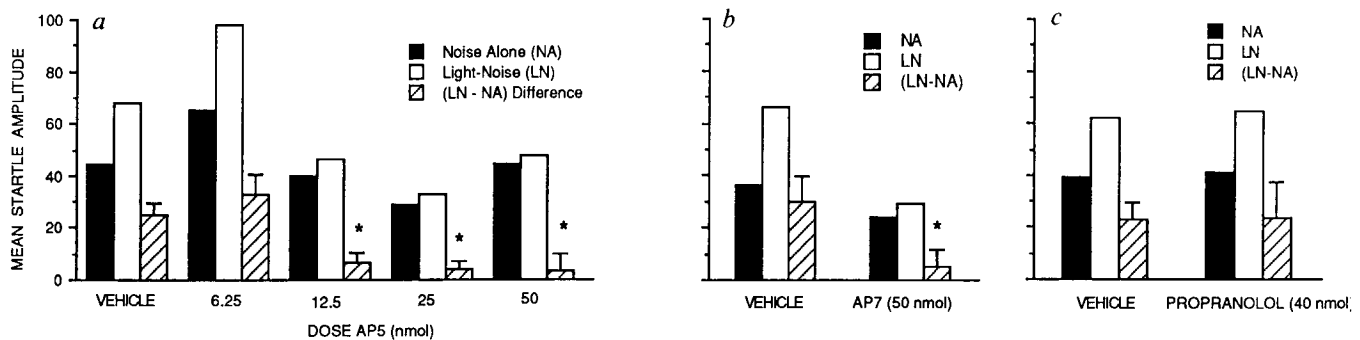 a
Noise Alone (NA)
Light-Noise (LN)
(LN - NA) Difference
MEAN STARTLE AMPLITUDE
100
80
60
40
20
0
*
*
*
VEHICLE 6.25 12.5 25 50
DOSE AP5 (nmol)
b
NA
LN
(LN-NA)
*
VEHICLE AP7 (50 nmol)
c
NA
LN
(LN-NA)
VEHICLE PROPRANOLOL (40 nmol)